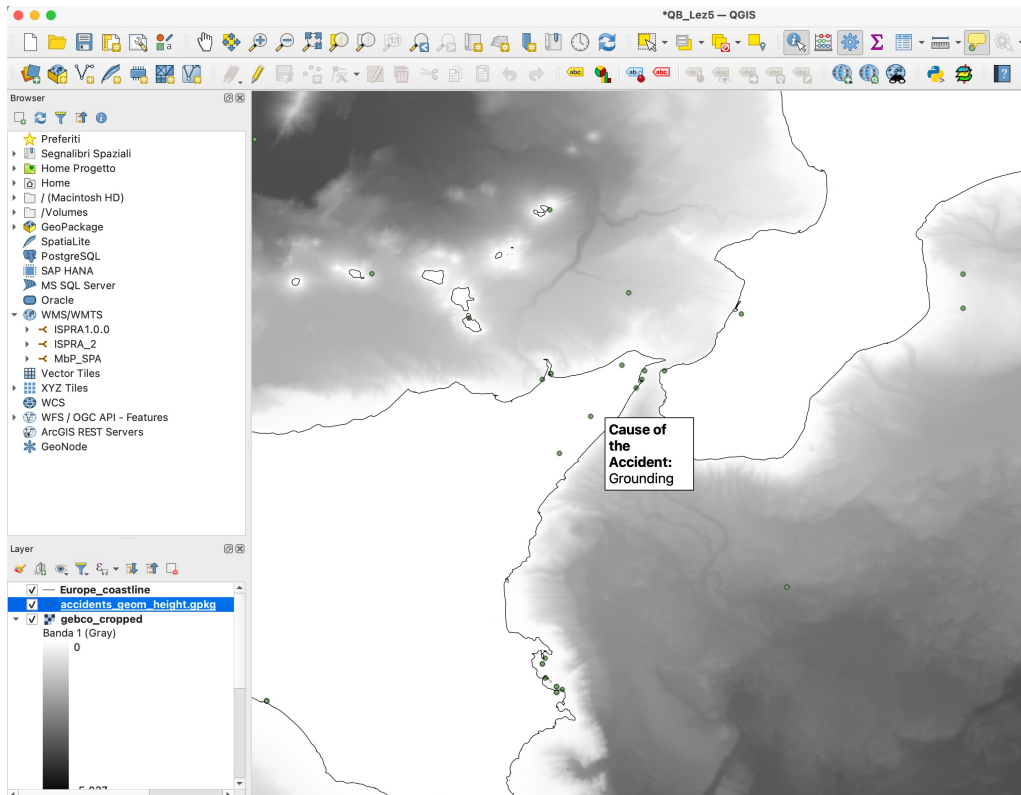 *QB_Lez5 — QGIS
Browser
Preferiti
Segnalibri Spaziali
Home Progetto
Home
/ (Macintosh HD)
/Volumes
GeoPackage
SpatiaLite
PostgreSQL
SAP HANA
MS SQL Server
Oracle
WMS/WMTS
ISPRA1.0.0
ISPRA_2
MbP_SPA
Vector Tiles
XYZ Tiles
WCS
WFS / OGC API - Features
ArcGIS REST Servers
GeoNode
Cause of
the
Accident:
Grounding
Layer
Europe_coastline
accidents_geom_height.gpkg
gebco_cropped
Banda 1 (Gray)
0